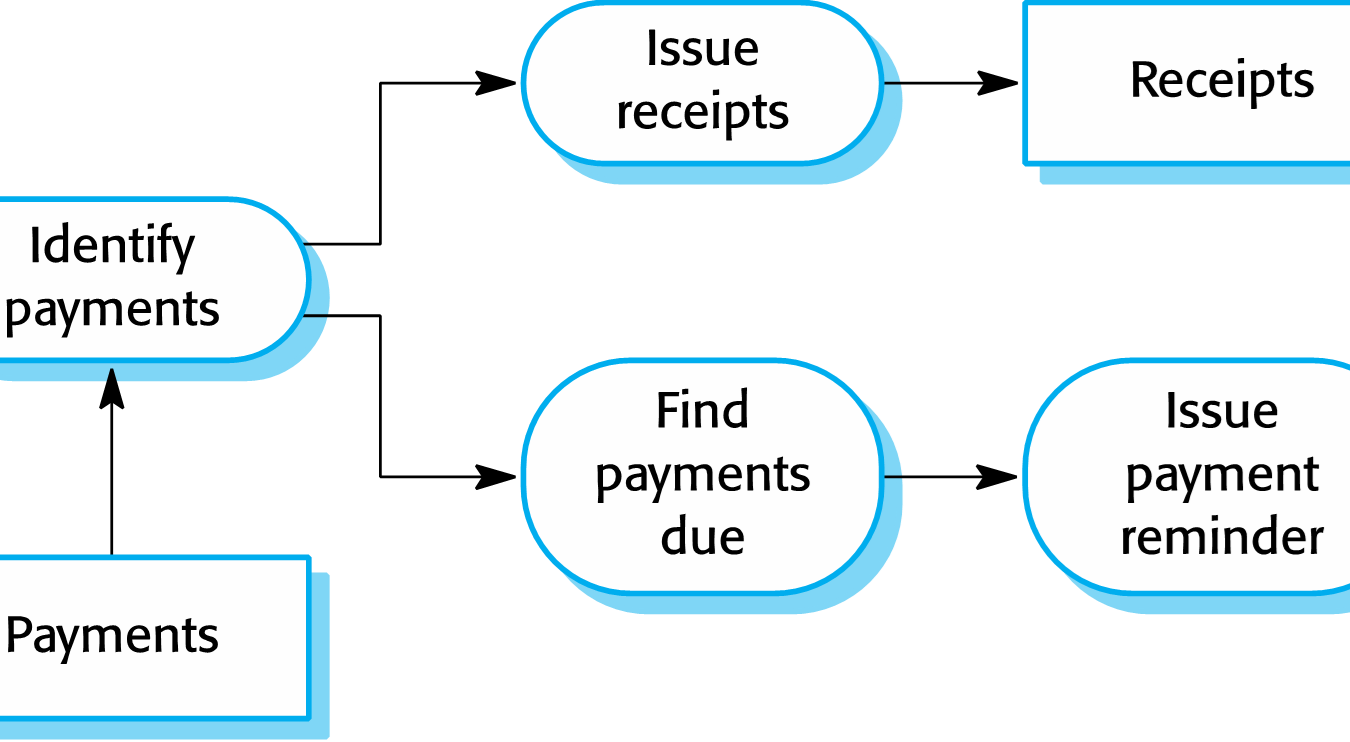 Issue
receipts
Receipts
Identify
payments
Find
payments
due
Issue
payment
reminder
Payments